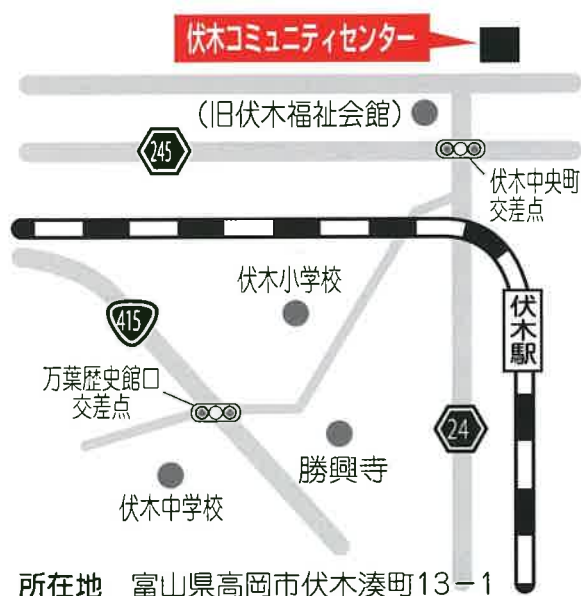 伏木コミュニティセンター
(旧伏木福祉会館)
245
伏木中央町
交差点
伏木小学校
415
伏木駅
万葉歴史館口
交差点
24
勝興寺
伏木中学校
所在地 富山県高岡市伏木湊町13-1